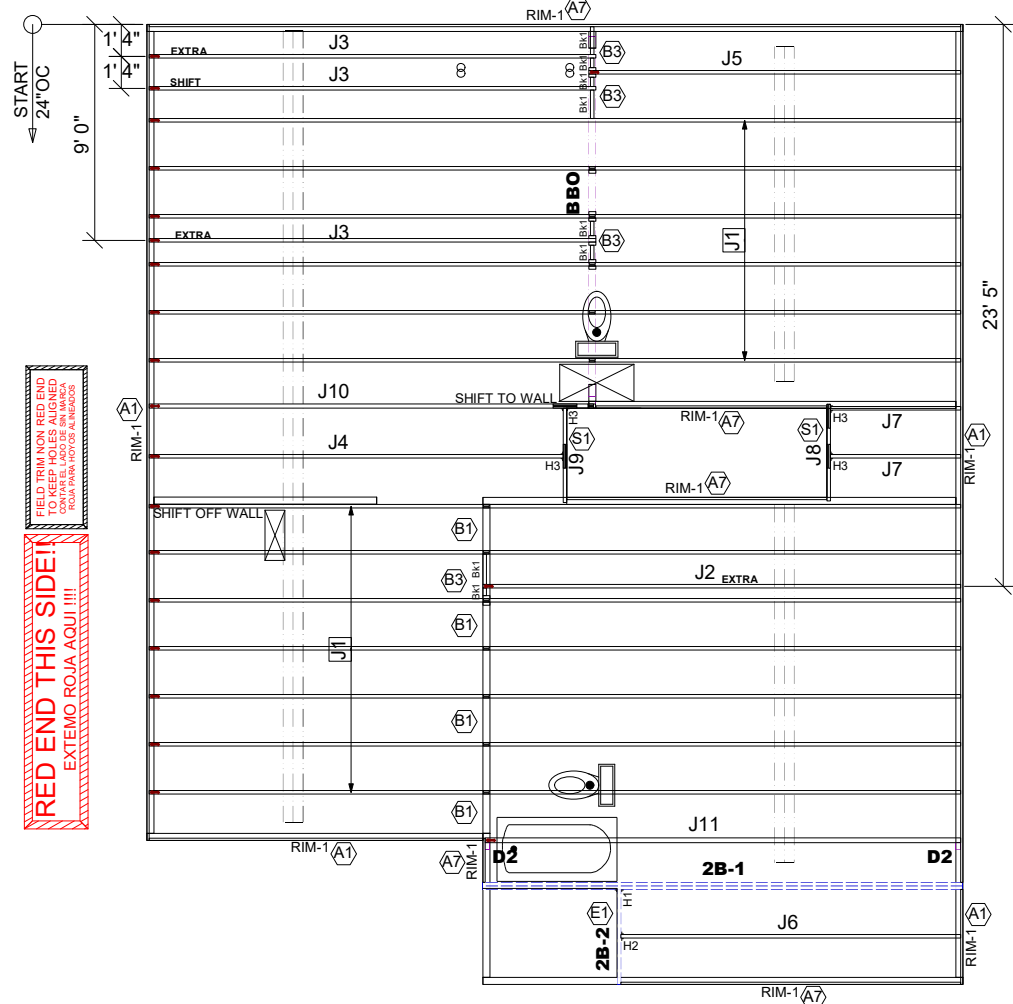 RIM-1 A7
START
24"OC
1' 4"
1' 4"
9' 0"
23' 5"
EXTRA
J3
Bk1
B3
Bk1
J5
SHIFT
J3
Bk1
B3
Bk1
BBO
EXTRA
J3
Bk1
B3
Bk1
J1
J10
SHIFT TO WALL
H3
RIM-1 A7
H3
J7
A1
RIM-1
S1
J9
S1
J8
A1
RIM-1
J4
H3
H3
J7
RIM-1 A7
FIELD TRIM NON RED END
TO KEEP HOLES ALIGNED
CONTAR EL LADO DE SIN MARCA
ROJA PARA HOYOS ALINEADOS
RED END THIS SIDE!!
EXTEMO ROJA AQUI !!!!
SHIFT OFF WALL
B1
B3
Bk1
Bk1
J2 EXTRA
B1
J1
B1
B1
J11
RIM-1 A1
A7
RIM-1
D2
D2
2B-1
E1
H1
2B-2
H2
J6
A1
RIM-1
RIM-1 A7